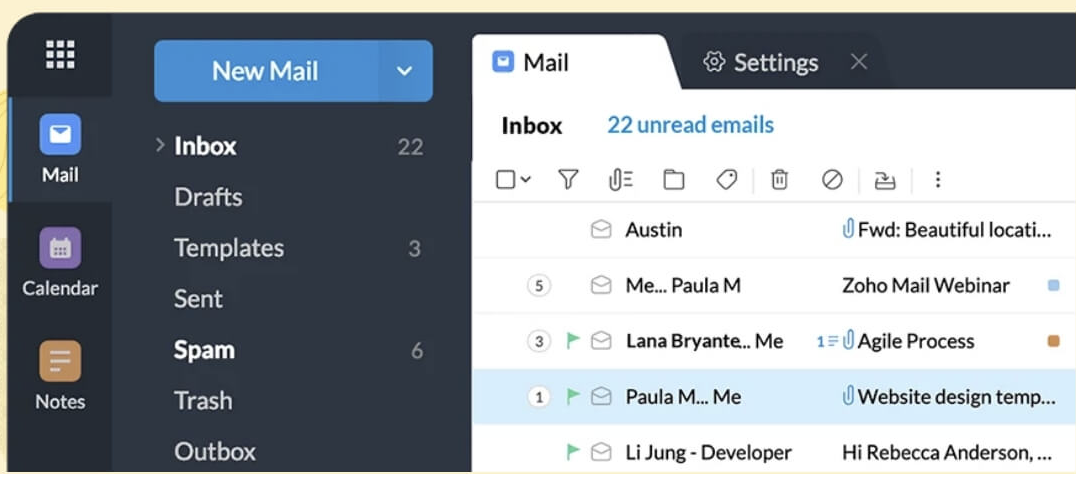 New Mail
Mail
Settings
Inbox 22 unread emails
Mail
Calendar
Notes
Inbox 22
Drafts
Templates 3
Sent
Spam 6
Trash
Outbox
Austin Fwd: Beautiful locati...
5 Me... Paula M Zoho Mail Webinar
3 Lana Bryante... Me 1 Agile Process
1 Paula M... Me Website design temp...
Li Jung - Developer Hi Rebecca Anderson, ...